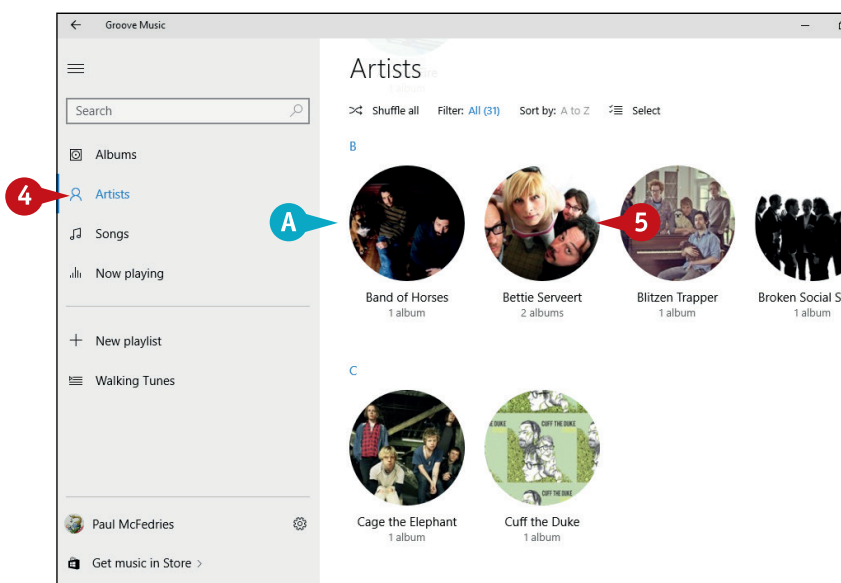 Groove Music
Artists
1 album
Search
Shuffle all Filter: All (31) Sort by: A to Z Select
Albums
B
4
Artists
A
5
Songs
Now playing
Band of Horses
1 album
Bettie Serveert
2 albums
Blitzen Trapper
1 album
Broken Social S
1 album
New playlist
C
Walking Tunes
CUFF THE DUKE
CUFF THE DUKE
Paul McFedries
Cage the Elephant
1 album
Cuff the Duke
1 album
Get music in Store >